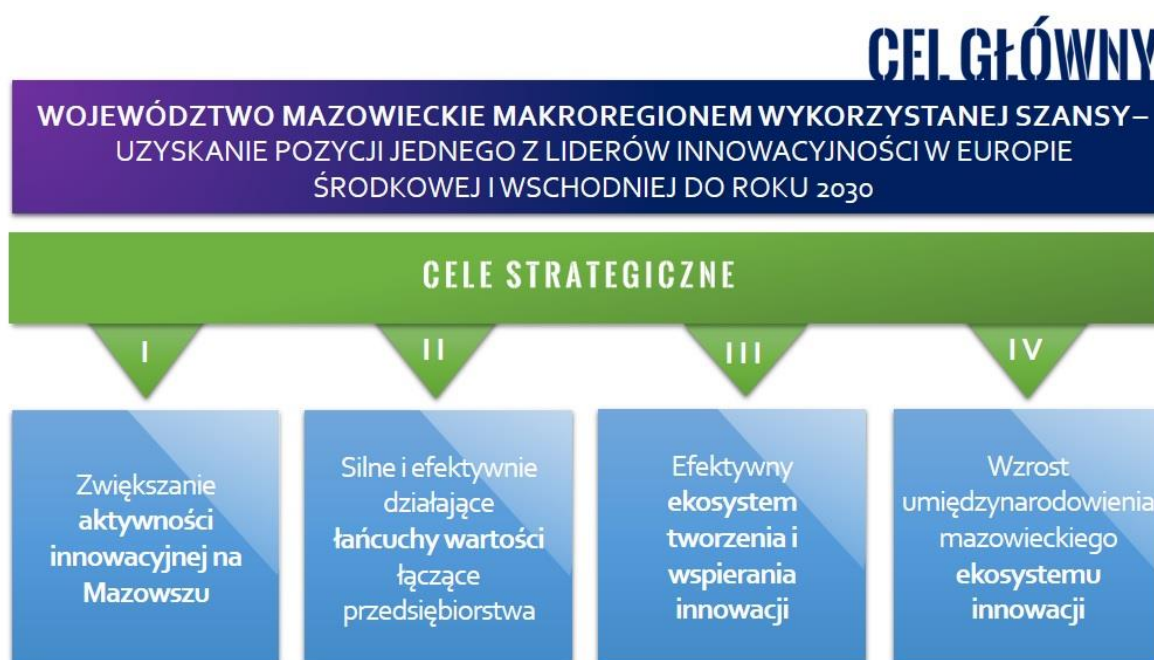 CEL GŁÓWNY
WOJEWÓDZTWO MAZOWIECKIE MAKROREGIONEM WYKORZYSTANEJ SZANSY–
UZYSKANIE POZYCJI JEDNEGO Z LIDERÓW INNOWACYJNOŚCI W EUROPIE
ŚRODKOWEJ I WSCHODNIEJ DO ROKU 2030
CELE STRATEGICZNE
I
Zwiększanie
aktywności
innowacyjnej na
Mazowszu
II
Silne i efektywnie
działające
łańcuchy wartości
łączące
przedsiębiorstwa
III
Efektywny
ekosystem
tworzenia i
wspierania
innowacji
IV
Wzrost
umiędzynarodowienia
mazowieckiego
ekosystemu
innowacji